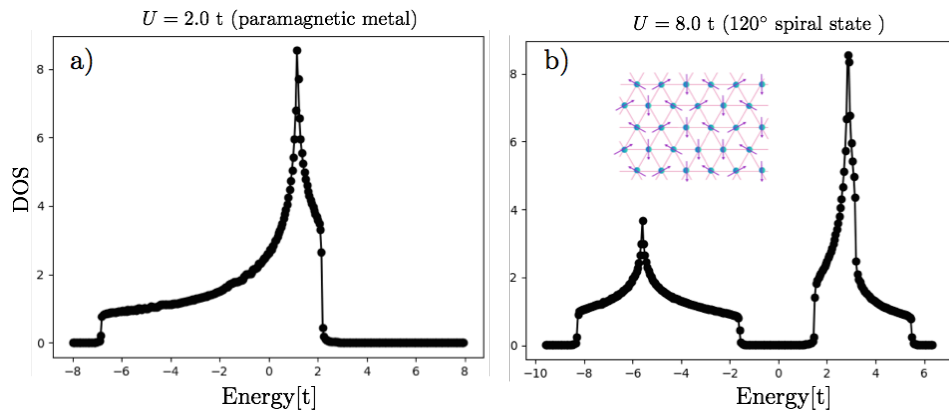 U = 2.0 t (paramagnetic metal)
a)
DOS
8
6
4
2
0
−8 −6 −4 −2 0 2 4 6 8
Energy[t]
U = 8.0 t (120° spiral state )
b)
8
6
4
2
0
−10 −8 −6 −4 −2 0 2 4 6
Energy[t]